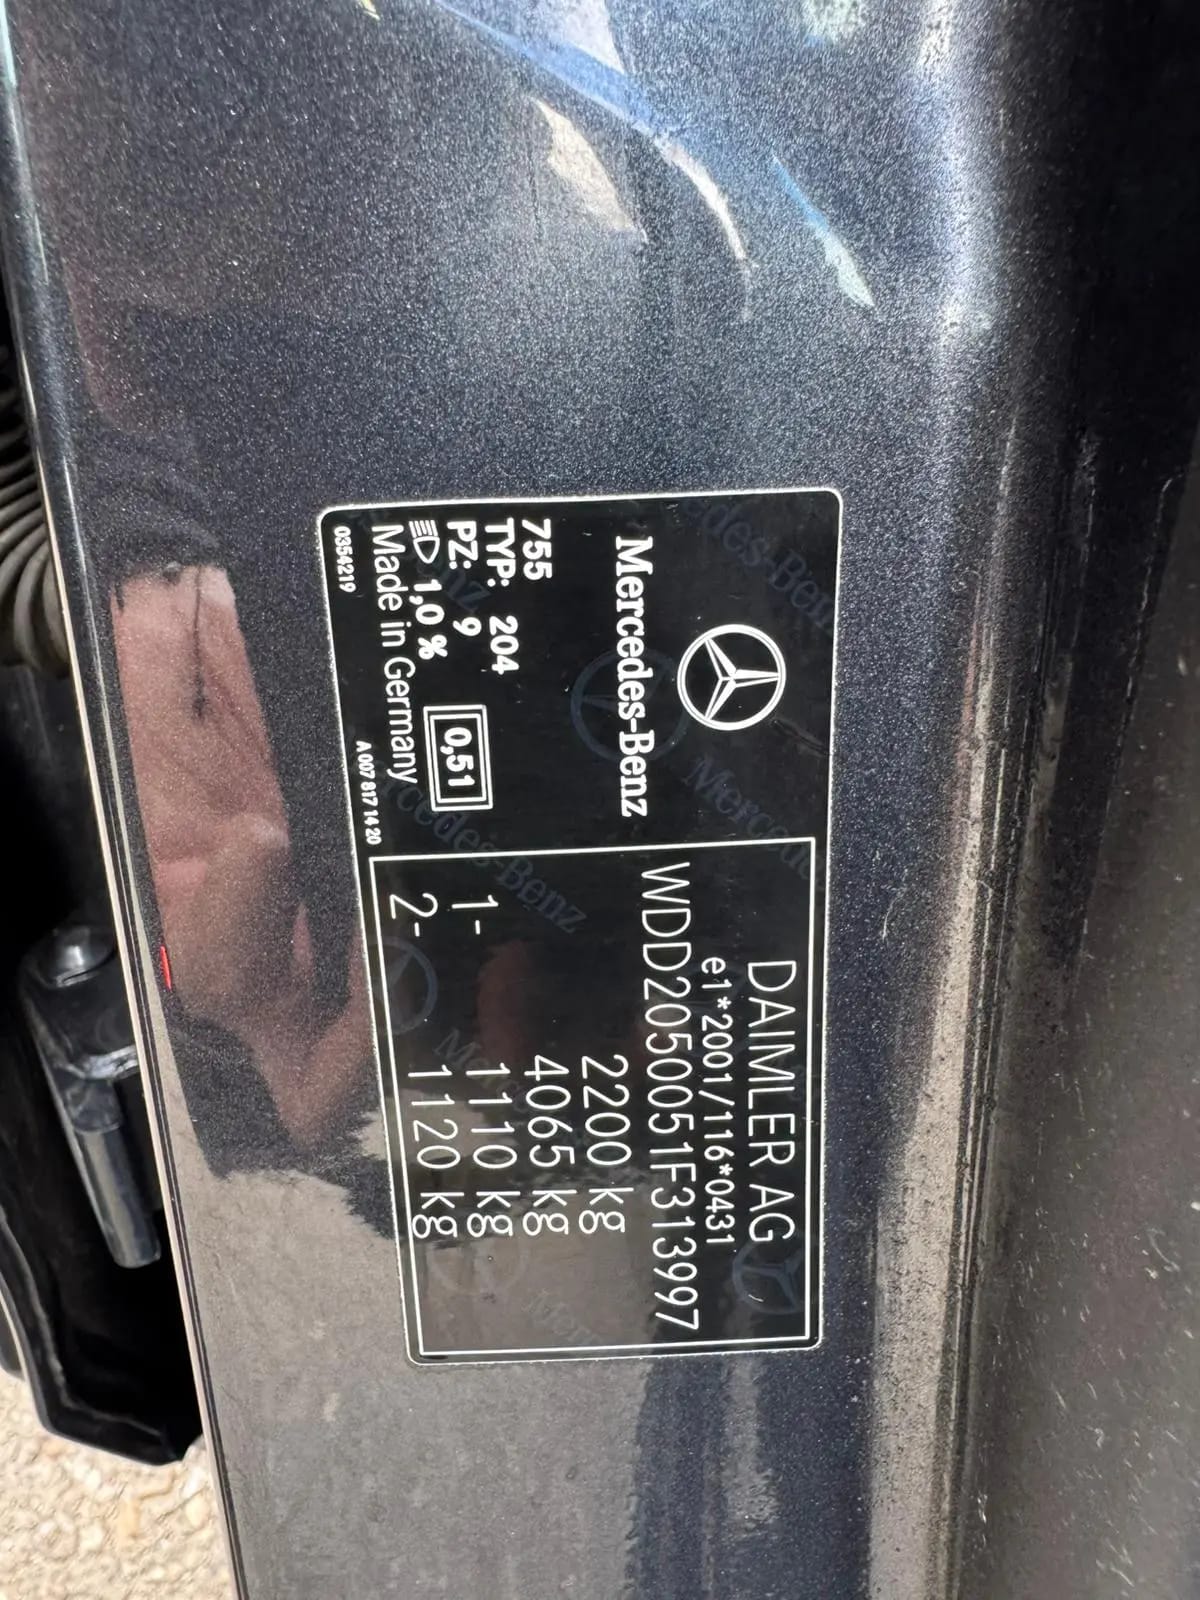 Mercedes-Benz
755
TYP: 204
PZ: 9
1,0 %
0,51
Made in Germany
0354219
A 007 817 14 20
DAIMLER AG
e1*2001/116*0431
WDD2050051F313997
2200 kg
4065 kg
1- 1110 kg
2- 1120 kg